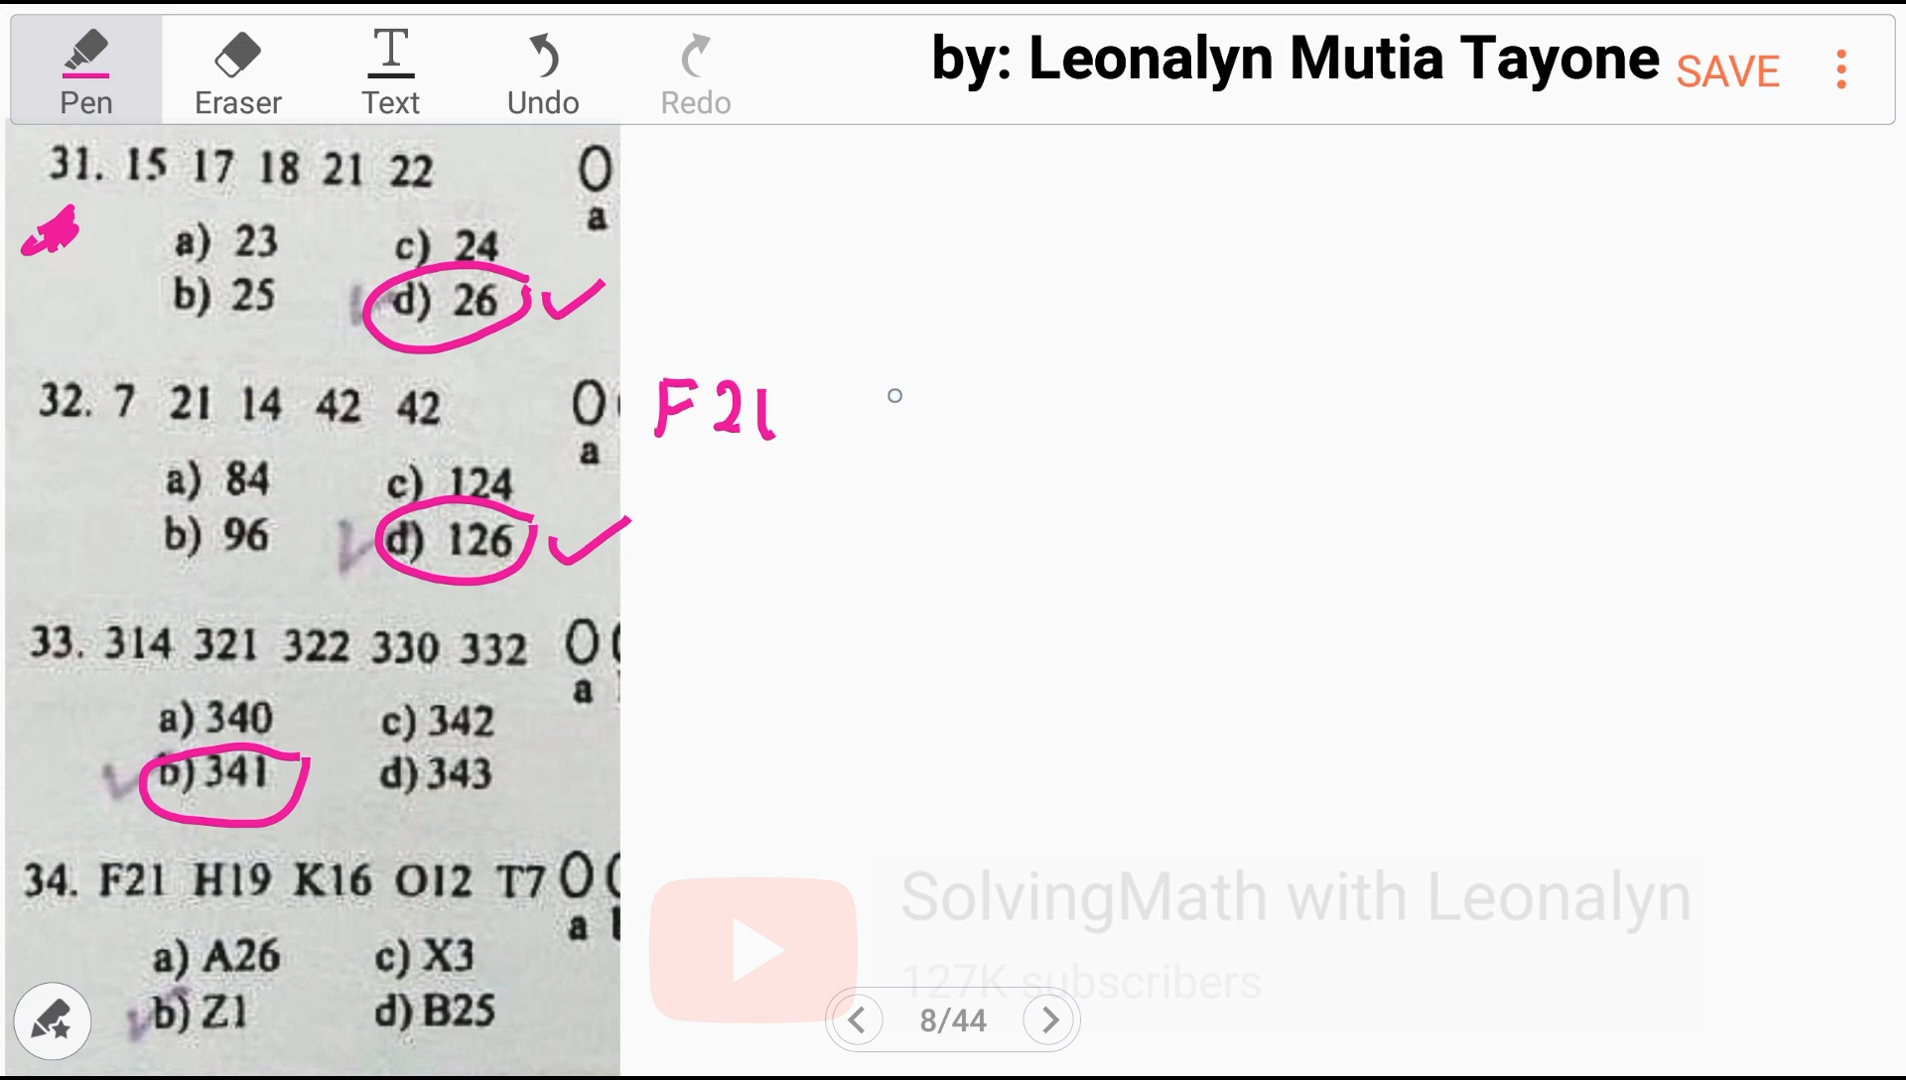 Pen Eraser Text Undo Redo by: Leonalyn Mutia Tayone SAVE
31. 15 17 18 21 22 O
a
a) 23 c) 24
b) 25 d) 26
32. 7 21 14 42 42 O
a
F21
a) 84 c) 124
b) 96 d) 126
33. 314 321 322 330 332 O
a
a) 340 c) 342
b) 341 d) 343
34. F21 H19 K16 O12 T7 O
a
a) A26 c) X3
b) Z1 d) B25
SolvingMath with Leonalyn
127K subscribers
8/44